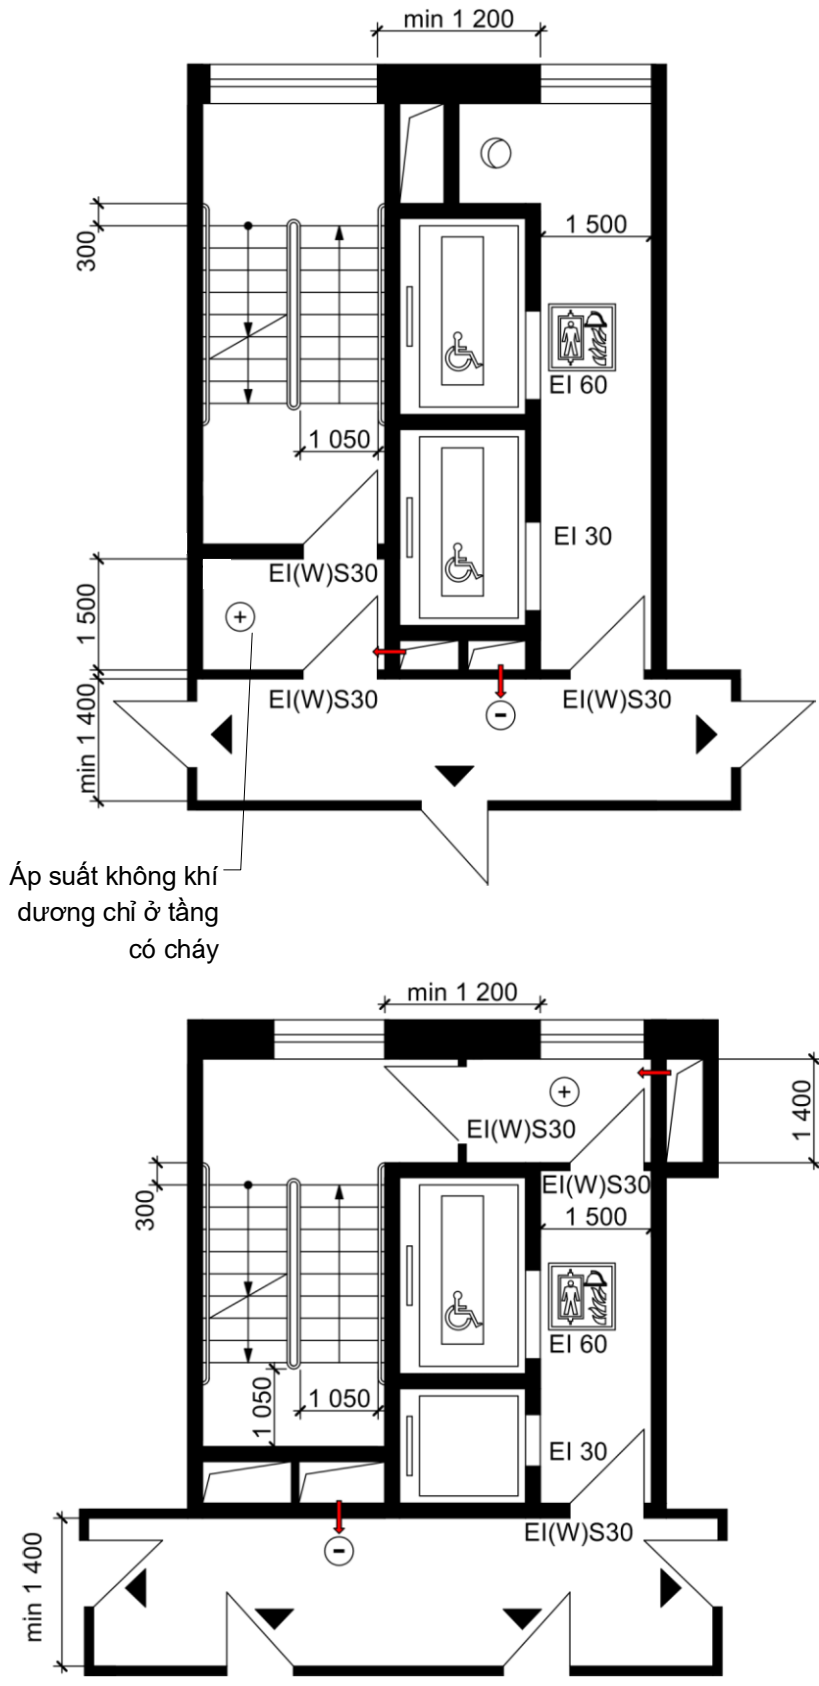 min 1 200
300
1 500
EI 60
1 050
EI 30
EI(W)S30
+
1 500
EI(W)S30
EI(W)S30
-
min 1 400
Áp suất không khí
dương chỉ ở tầng
có cháy
min 1 200
+
EI(W)S30
1 400
EI(W)S30
300
1 500
EI 60
1 050
1 050
EI 30
EI(W)S30
-
min 1 400